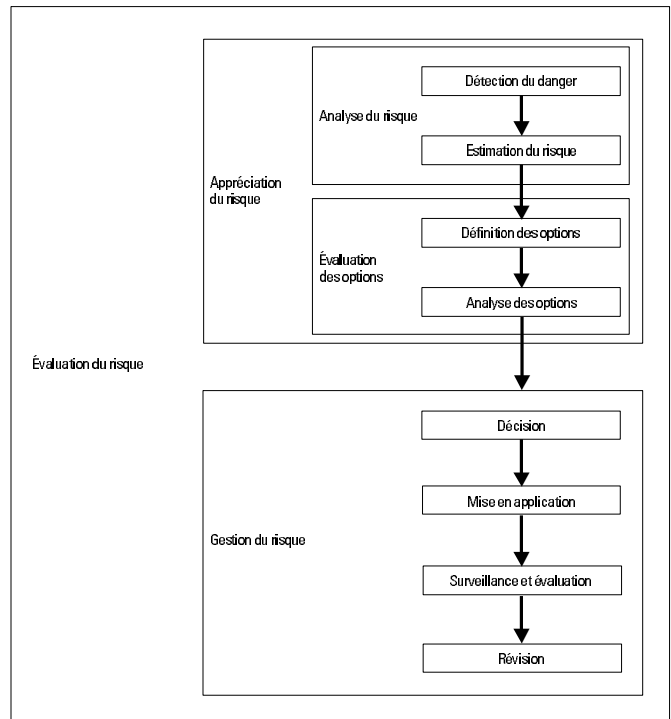 Détection du danger
Analyse du risque
Estimation du risque
Appréciation
du risque
Définition des options
Évaluation
des options
Analyse des options
Évaluation du risque
Décision
Mise en application
Gestion du risque
Surveillance et évaluation
Révision